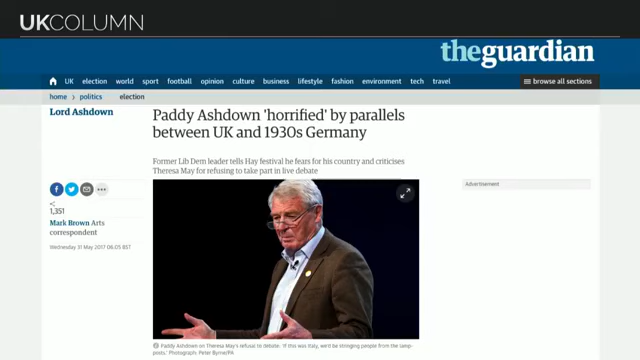 UKCOLUMN
theguardian
UK election world sport football opinion culture business lifestyle fashion environment tech travel browse all sections
home > politics election
Lord Ashdown
Paddy Ashdown 'horrified' by parallels
between UK and 1930s Germany
Former Lib Dem leader tells Hay festival he fears for his country and criticises
Theresa May for refusing to take part in live debate
Advertisement
1,351
Mark Brown Arts
correspondent
Wednesday 31 May 2017 06.05 BST
Paddy Ashdown on Theresa May's refusal to debate: 'If this was Italy, we'd be stringing people from the lamp-
posts.' Photograph: Peter Byrne/PA